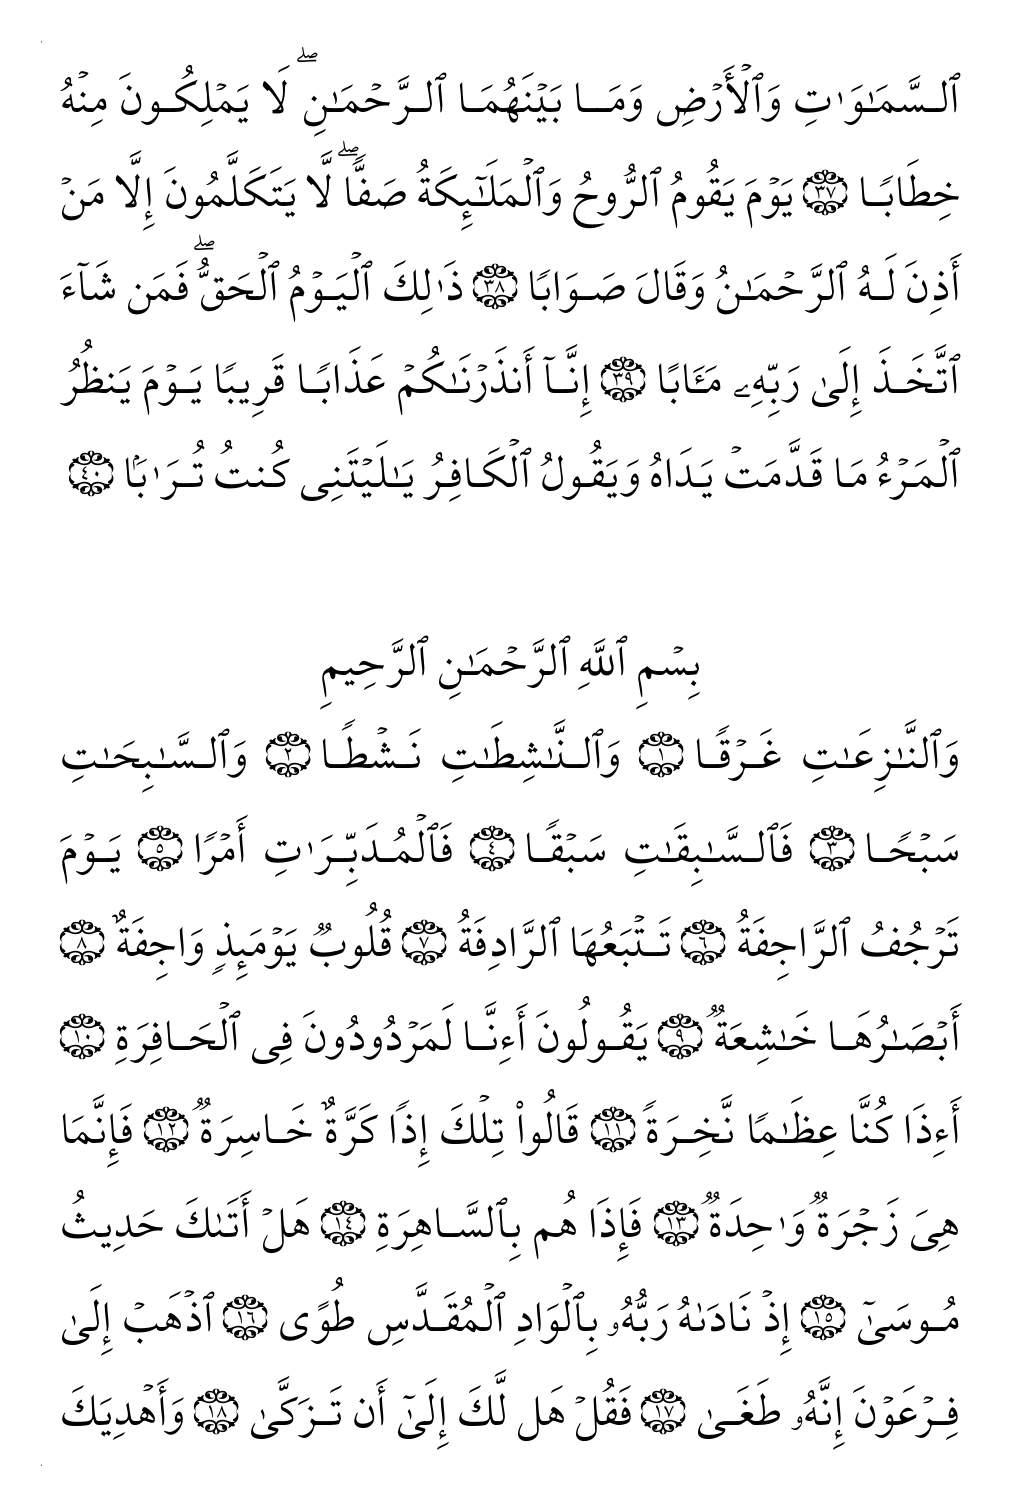 ٱلسَّمَٰوَٰتِ وَٱلْأَرْضِ وَمَا بَيْنَهُمَا ٱلرَّحْمَٰنِ ۖ لَا يَمْلِكُونَ مِنْهُ
خِطَابًا ﴿٣٧﴾ يَوْمَ يَقُومُ ٱلرُّوحُ وَٱلْمَلَٰٓئِكَةُ صَفًّا ۖ لَّا يَتَكَلَّمُونَ إِلَّا مَنْ
أَذِنَ لَهُ ٱلرَّحْمَٰنُ وَقَالَ صَوَابًا ﴿٣٨﴾ ذَٰلِكَ ٱلْيَوْمُ ٱلْحَقُّ ۖ فَمَن شَآءَ
ٱتَّخَذَ إِلَىٰ رَبِّهِۦ مَـَٔابًا ﴿٣٩﴾ إِنَّآ أَنذَرْنَٰكُمْ عَذَابًا قَرِيبًا يَوْمَ يَنظُرُ
ٱلْمَرْءُ مَا قَدَّمَتْ يَدَاهُ وَيَقُولُ ٱلْكَافِرُ يَٰلَيْتَنِى كُنتُ تُرَٰبَۢا ﴿٤٠﴾
بِسْمِ ٱللَّهِ ٱلرَّحْمَٰنِ ٱلرَّحِيمِ
وَٱلنَّٰزِعَٰتِ غَرْقًا ﴿١﴾ وَٱلنَّٰشِطَٰتِ نَشْطًا ﴿٢﴾ وَٱلسَّٰبِحَٰتِ
سَبْحًا ﴿٣﴾ فَٱلسَّٰبِقَٰتِ سَبْقًا ﴿٤﴾ فَٱلْمُدَبِّرَٰتِ أَمْرًا ﴿٥﴾ يَوْمَ
تَرْجُفُ ٱلرَّاجِفَةُ ﴿٦﴾ تَتْبَعُهَا ٱلرَّادِفَةُ ﴿٧﴾ قُلُوبٌ يَوْمَئِذٍ وَاجِفَةٌ ﴿٨﴾
أَبْصَٰرُهَا خَٰشِعَةٌ ﴿٩﴾ يَقُولُونَ أَءِنَّا لَمَرْدُودُونَ فِى ٱلْحَافِرَةِ ﴿١٠﴾
أَءِذَا كُنَّا عِظَٰمًا نَّخِرَةً ﴿١١﴾ قَالُوا۟ تِلْكَ إِذًا كَرَّةٌ خَاسِرَةٌ ﴿١٢﴾ فَإِنَّمَا
هِىَ زَجْرَةٌ وَٰحِدَةٌ ﴿١٣﴾ فَإِذَا هُم بِٱلسَّاهِرَةِ ﴿١٤﴾ هَلْ أَتَىٰكَ حَدِيثُ
مُوسَىٰٓ ﴿١٥﴾ إِذْ نَادَىٰهُ رَبُّهُۥ بِٱلْوَادِ ٱلْمُقَدَّسِ طُوًى ﴿١٦﴾ ٱذْهَبْ إِلَىٰ
فِرْعَوْنَ إِنَّهُۥ طَغَىٰ ﴿١٧﴾ فَقُلْ هَل لَّكَ إِلَىٰٓ أَن تَزَكَّىٰ ﴿١٨﴾ وَأَهْدِيَكَ